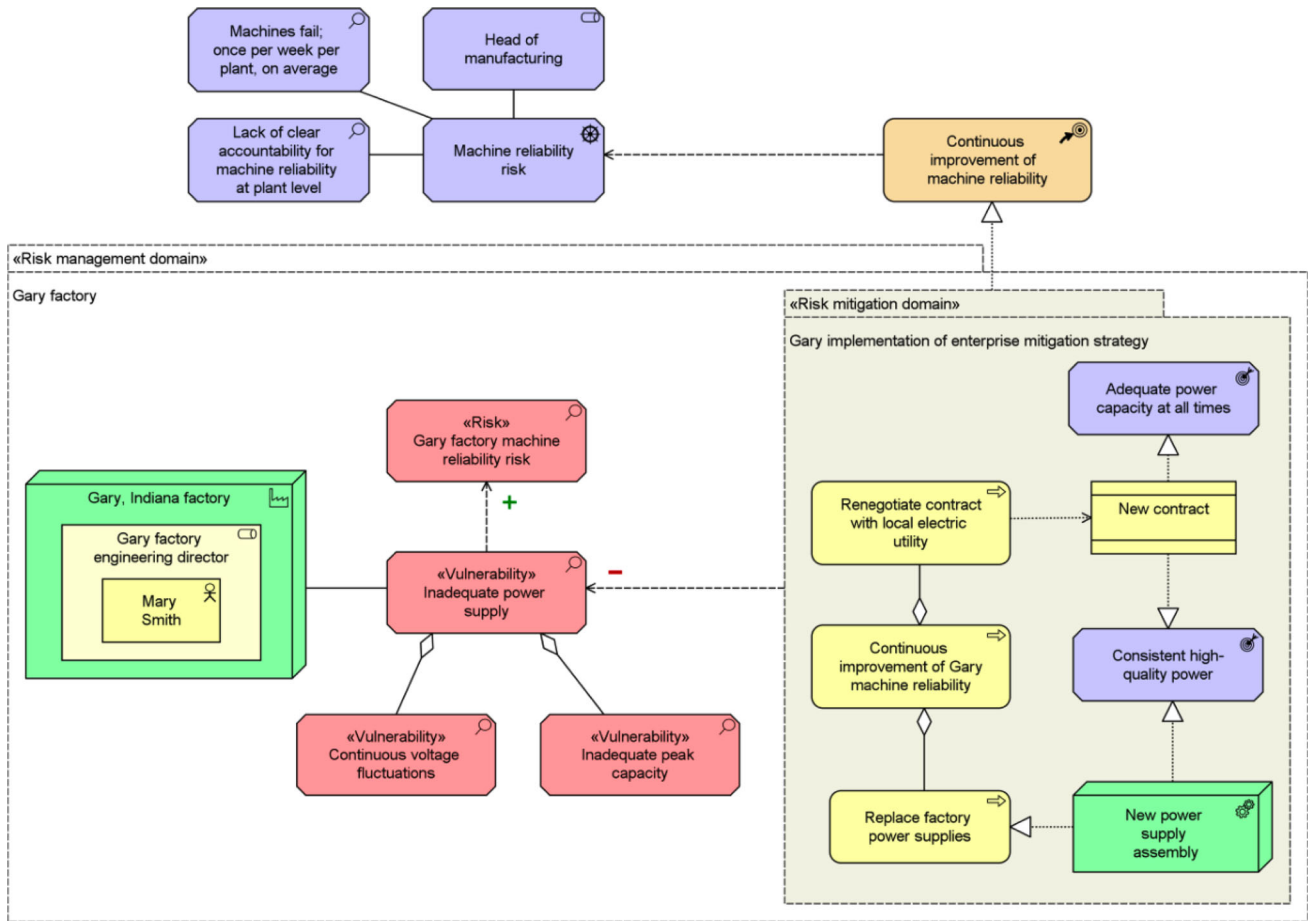 Machines fail;
once per week per
plant, on average
Head of
manufacturing
Lack of clear
accountability for
machine reliability
at plant level
Machine reliability
risk
Continuous
improvement of
machine reliability
«Risk management domain»
Gary factory
«Risk mitigation domain»
Gary implementation of enterprise mitigation strategy
Adequate power
capacity at all times
«Risk»
Gary factory machine
reliability risk
+
Gary, Indiana factory
Gary factory
engineering director
Mary
Smith
Renegotiate contract
with local electric
utility
New contract
«Vulnerability»
Inadequate power
supply
−
Continuous
improvement of Gary
machine reliability
Consistent high-
quality power
«Vulnerability»
Continuous voltage
fluctuations
«Vulnerability»
Inadequate peak
capacity
Replace factory
power supplies
New power
supply
assembly